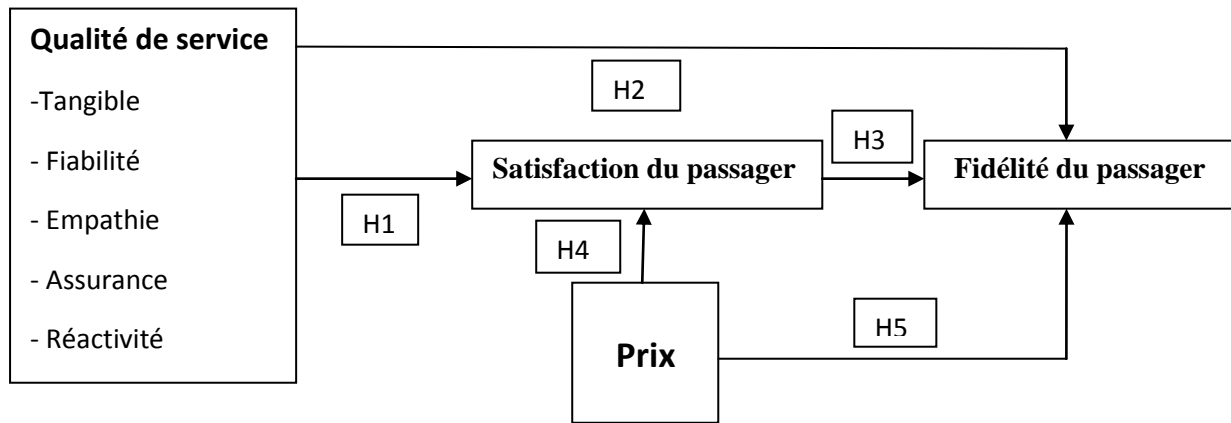 Qualité de service
-Tangible
- Fiabilité
- Empathie
- Assurance
- Réactivité
H2
H3
Satisfaction du passager
Fidélité du passager
H1
H4
Prix
H5